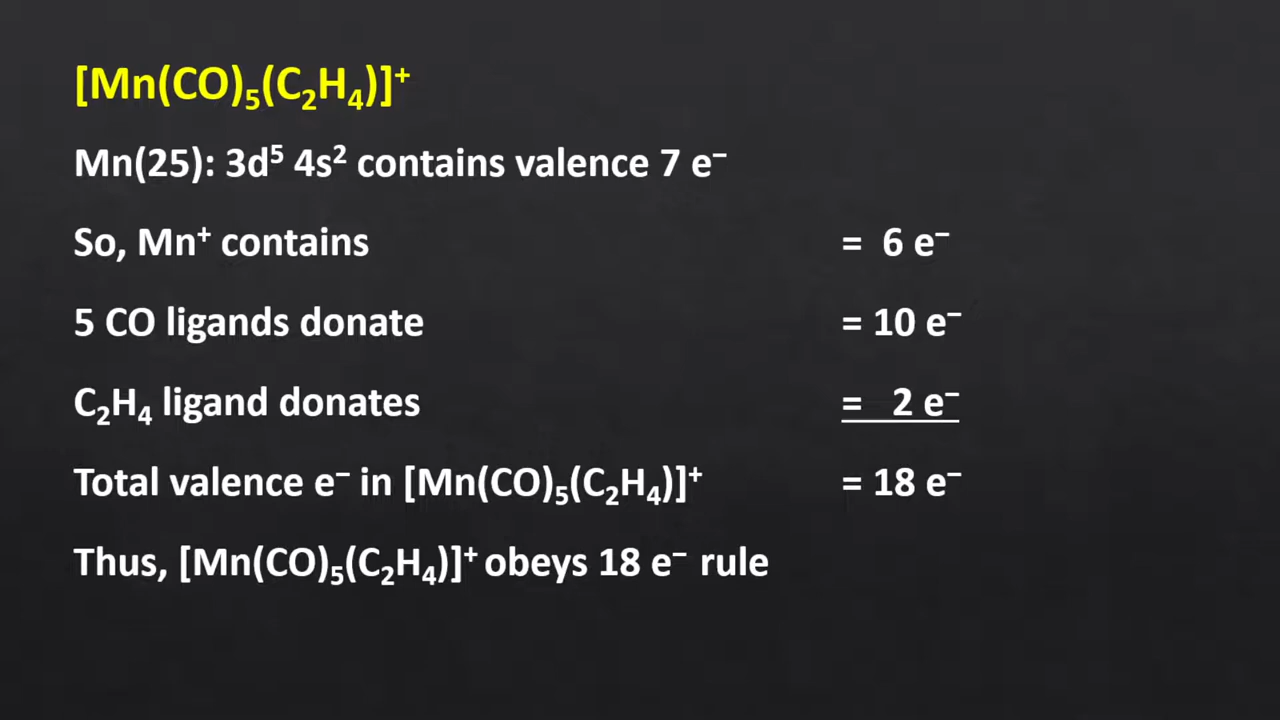 [Mn(CO)₅(C₂H₄)]⁺
Mn(25): 3d⁵ 4s² contains valence 7 e⁻
So, Mn⁺ contains = 6 e⁻
5 CO ligands donate = 10 e⁻
C₂H₄ ligand donates = 2 e⁻
Total valence e⁻ in [Mn(CO)₅(C₂H₄)]⁺ = 18 e⁻
Thus, [Mn(CO)₅(C₂H₄)]⁺ obeys 18 e⁻ rule